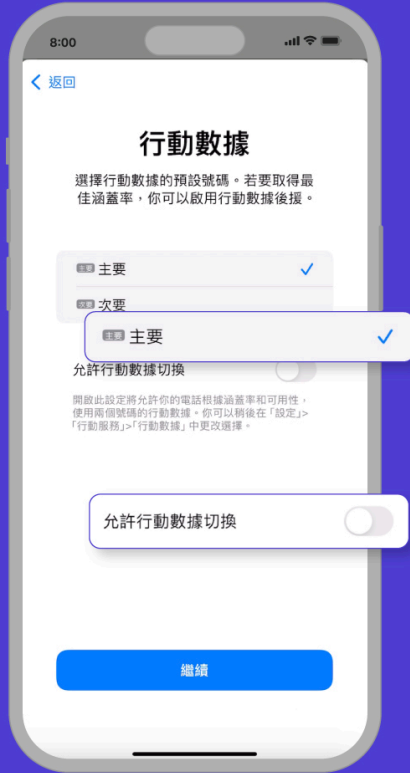 8:00
返回
行動數據
選擇行動數據的預設號碼。若要取得最
佳涵蓋率，你可以啟用行動數據後援。
主要 主要
次要 次要
主要 主要
允許行動數據切換
開啟此設定將允許你的電話根據涵蓋率和可用性，
使用兩個號碼的行動數據。你可以稍後在「設定」>
「行動服務」>「行動數據」中更改選擇。
允許行動數據切換
繼續